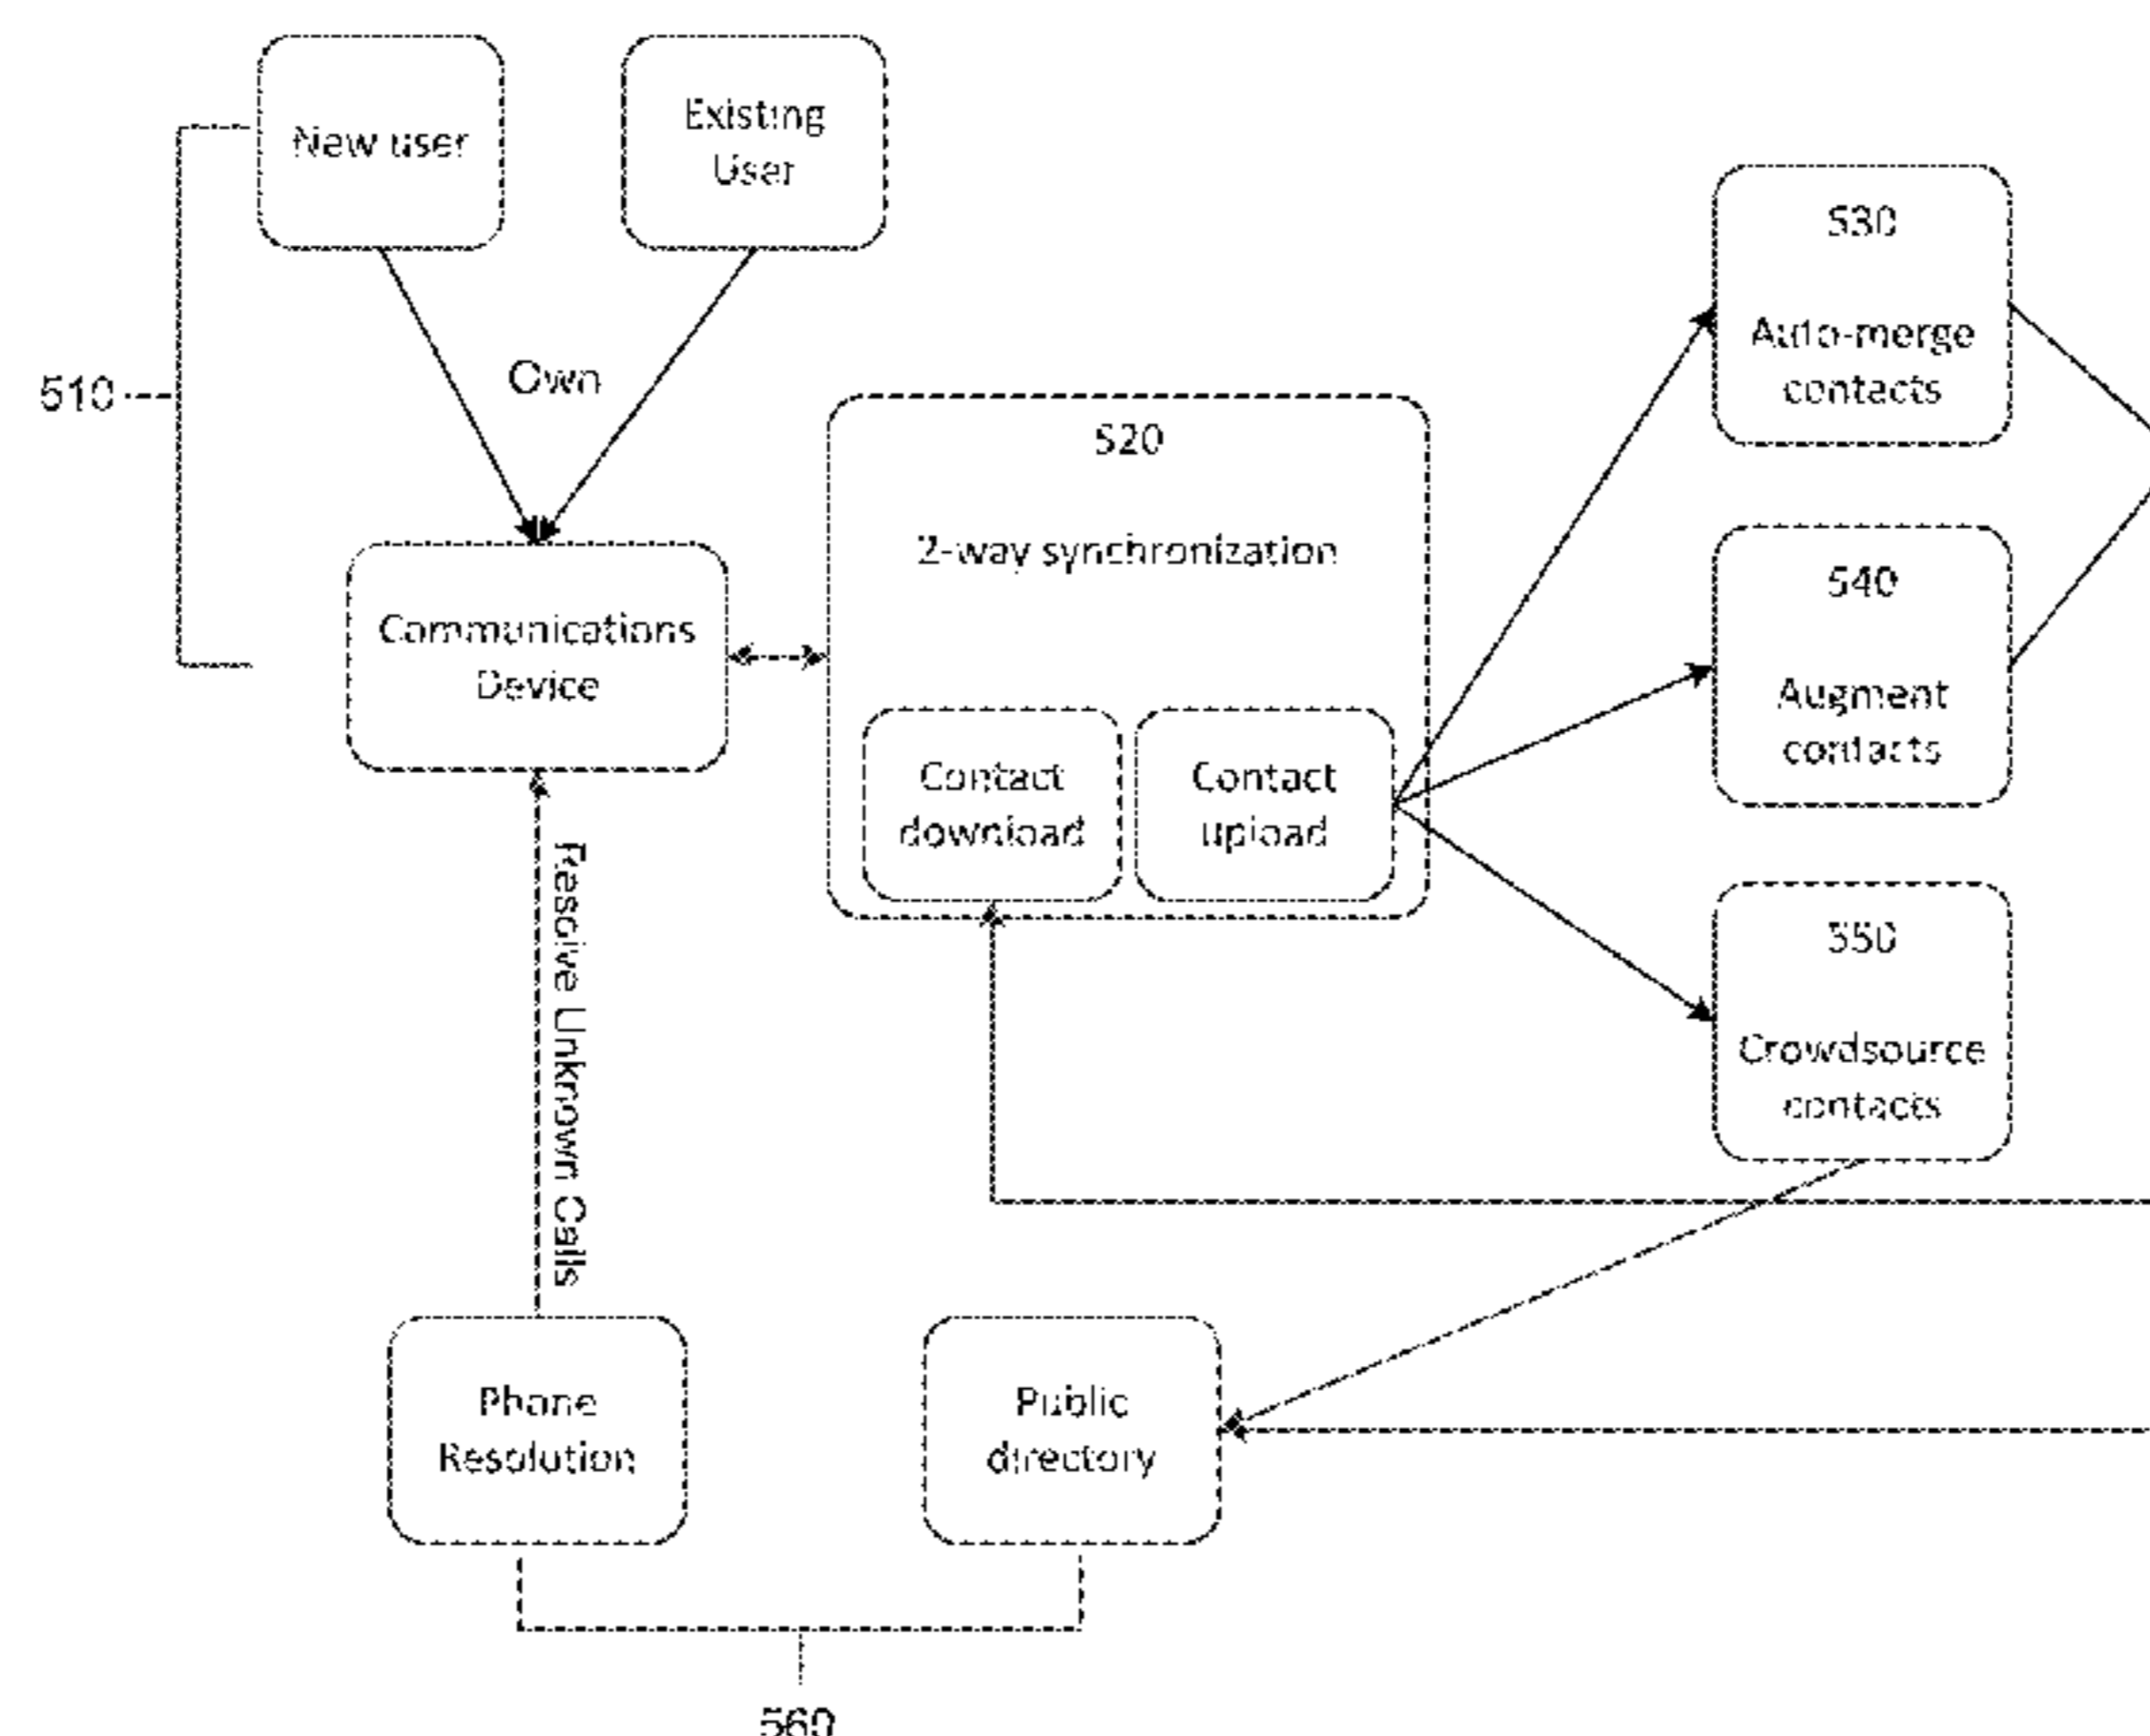 New user
Existing
User
510
Own
Communications
Device
520
2-way synchronization
Contact
download
Contact
upload
530
Auto-merge
contacts
540
Augment
contacts
550
Crowdsource
contacts
Resolve Unknown Calls
Phone
Resolution
Public
directory
560